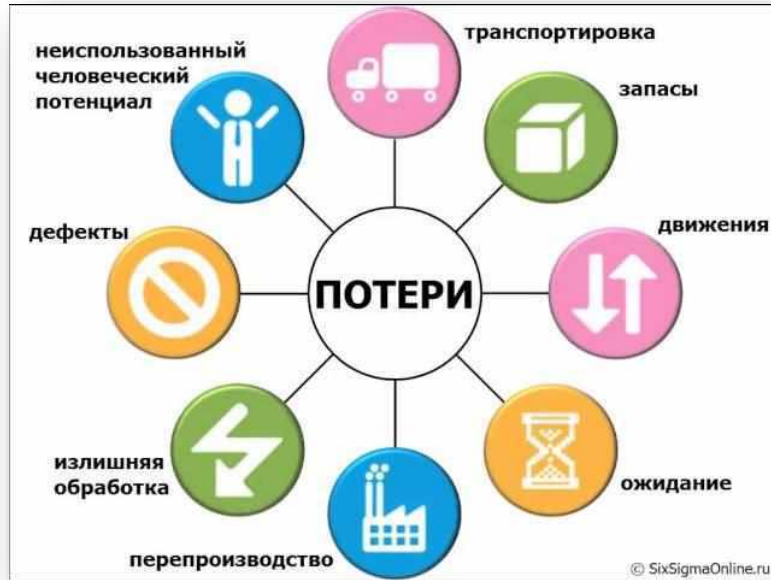 транспортировка
неиспользованный
человеческий
потенциал
запасы
дефекты
движения
ПОТЕРИ
излишняя
обработка
ожидание
перепроизводство
© SixSigmaOnline.ru